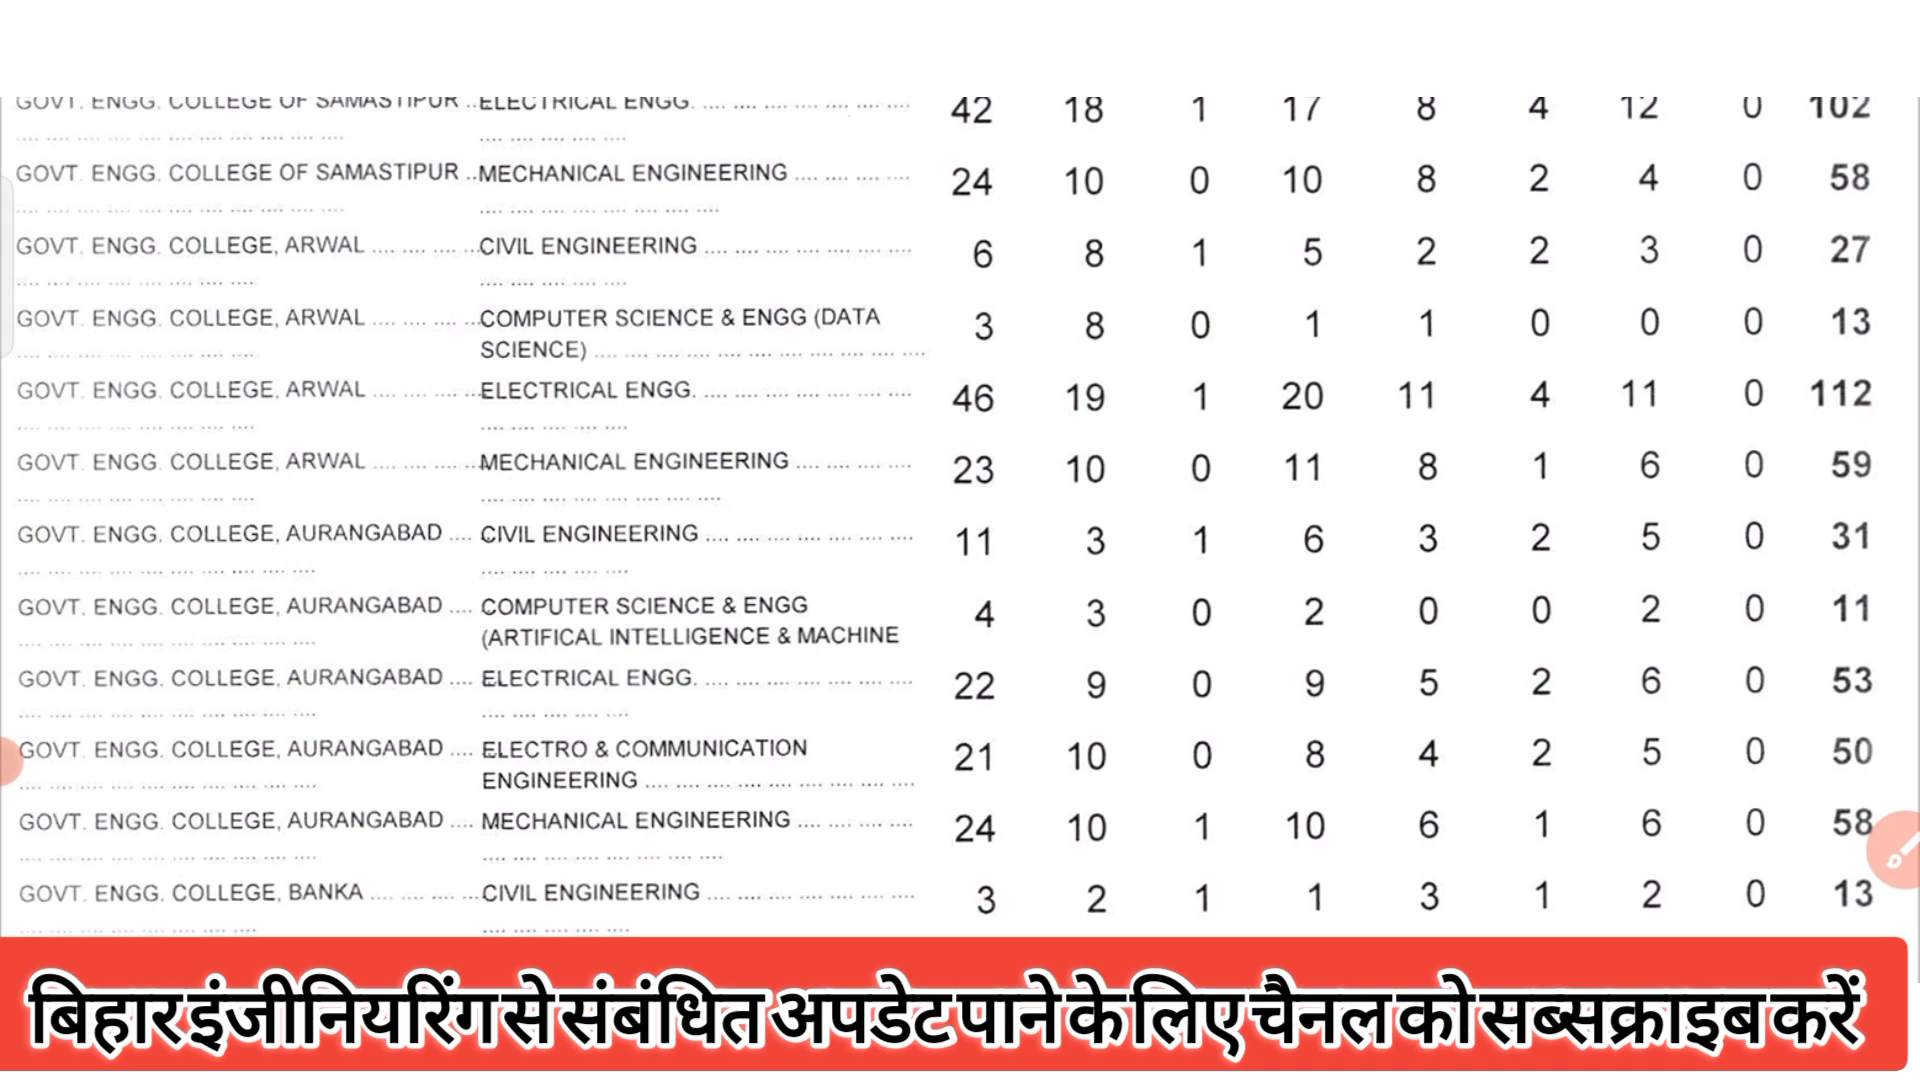 GOVT. ENGG. COLLEGE OF SAMASTIPUR .. ELECTRICAL ENGG. .... .... .... .... .... .... .... 42 18 1 17 8 4 12 0 102
GOVT. ENGG. COLLEGE OF SAMASTIPUR .. MECHANICAL ENGINEERING .... .... .... .... 24 10 0 10 8 2 4 0 58
GOVT. ENGG. COLLEGE, ARWAL .... .... .... .... CIVIL ENGINEERING .... .... .... .... .... .... .... 6 8 1 5 2 2 3 0 27
GOVT. ENGG. COLLEGE, ARWAL .... .... .... .... COMPUTER SCIENCE & ENGG (DATA 3 8 0 1 1 0 0 0 13
SCIENCE) .... .... .... .... .... .... .... .... .... .... ....
GOVT. ENGG. COLLEGE, ARWAL .... .... .... .... ELECTRICAL ENGG. .... .... .... .... .... .... .... 46 19 1 20 11 4 11 0 112
GOVT. ENGG. COLLEGE, ARWAL .... .... .... .... MECHANICAL ENGINEERING .... .... .... .... 23 10 0 11 8 1 6 0 59
GOVT. ENGG. COLLEGE, AURANGABAD .... CIVIL ENGINEERING .... .... .... .... .... .... .... 11 3 1 6 3 2 5 0 31
GOVT. ENGG. COLLEGE, AURANGABAD .... COMPUTER SCIENCE & ENGG 4 3 0 2 0 0 2 0 11
(ARTIFICAL INTELLIGENCE & MACHINE
GOVT. ENGG. COLLEGE, AURANGABAD .... ELECTRICAL ENGG. .... .... .... .... .... .... .... 22 9 0 9 5 2 6 0 53
GOVT. ENGG. COLLEGE, AURANGABAD .... ELECTRO & COMMUNICATION 21 10 0 8 4 2 5 0 50
ENGINEERING .... .... .... .... .... .... .... .... ....
GOVT. ENGG. COLLEGE, AURANGABAD .... MECHANICAL ENGINEERING .... .... .... .... 24 10 1 10 6 1 6 0 58
GOVT. ENGG. COLLEGE, BANKA .... .... .... .... CIVIL ENGINEERING .... .... .... .... .... .... .... 3 2 1 1 3 1 2 0 13
बिहार इंजीनियरिंग से संबंधित अपडेट पाने के लिए चैनल को सब्सक्राइब करें